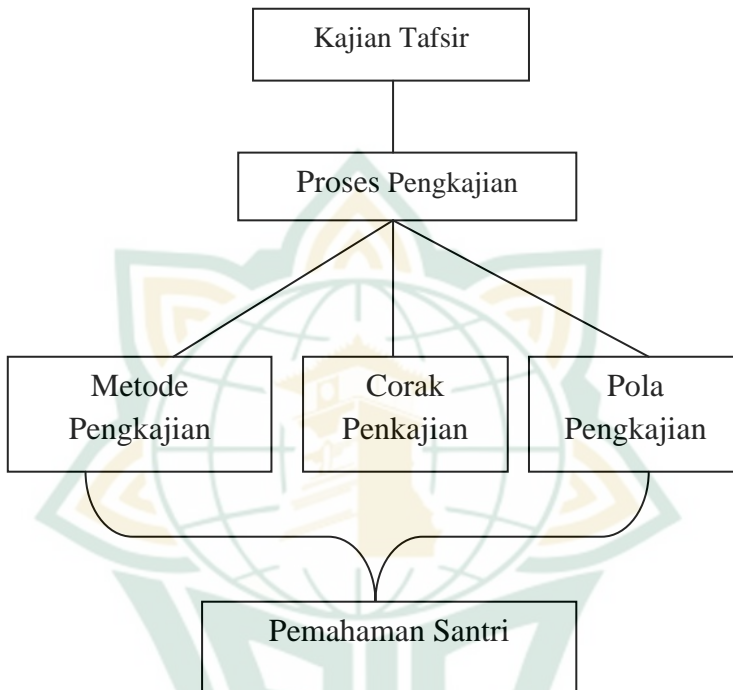 Kajian Tafsir
Proses Pengkajian
Metode
Pengkajian
Corak
Penkajian
Pola
Pengkajian
Pemahaman Santri